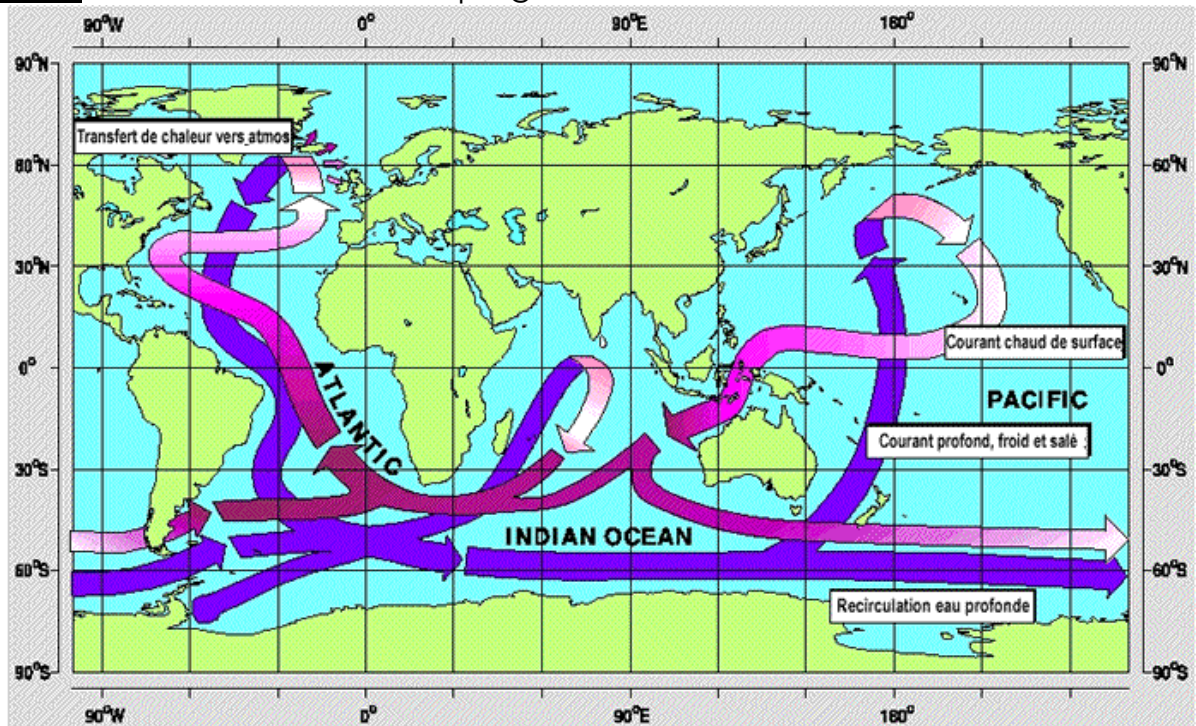 90°W 0° 90°E 180°
90°N 90°N
Transfert de chaleur vers atmos
60°N 60°N
30°N 30°N
Courant chaud de surface
0° 0°
ATLANTIC
PACIFIC
Courant profond, froid et salé :
30°S 30°S
INDIAN OCEAN
60°S 60°S
Recirculation eau profonde
90°S 90°S
90°W 0° 90°E 180°